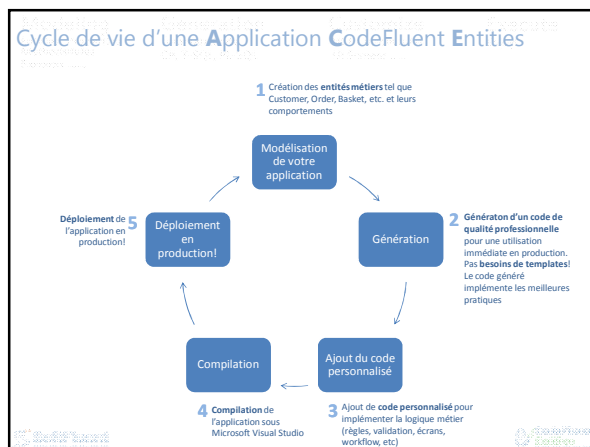 Cycle de vie d'une Application CodeFluent Entities
1 Création des entités métiers tel que
Customer, Order, Basket, etc. et leurs
comportements
Modélisation
de votre
application
2 Génératon d'un code de
qualité professionnelle
pour une utilisation
immédiate en production.
Pas besoins de templates!
Le code généré
implémente les meilleures
pratiques
Génération
Ajout du code
personnalisé
3 Ajout de code personalisé pour
implémenter la logique métier
(règles, validation, écrans,
workflow, etc)
Compilation
4 Compilation de
l'application sous
Microsoft Visual Studio
Déploiement
en
production!
Déploiement de 5
l'application en
production!